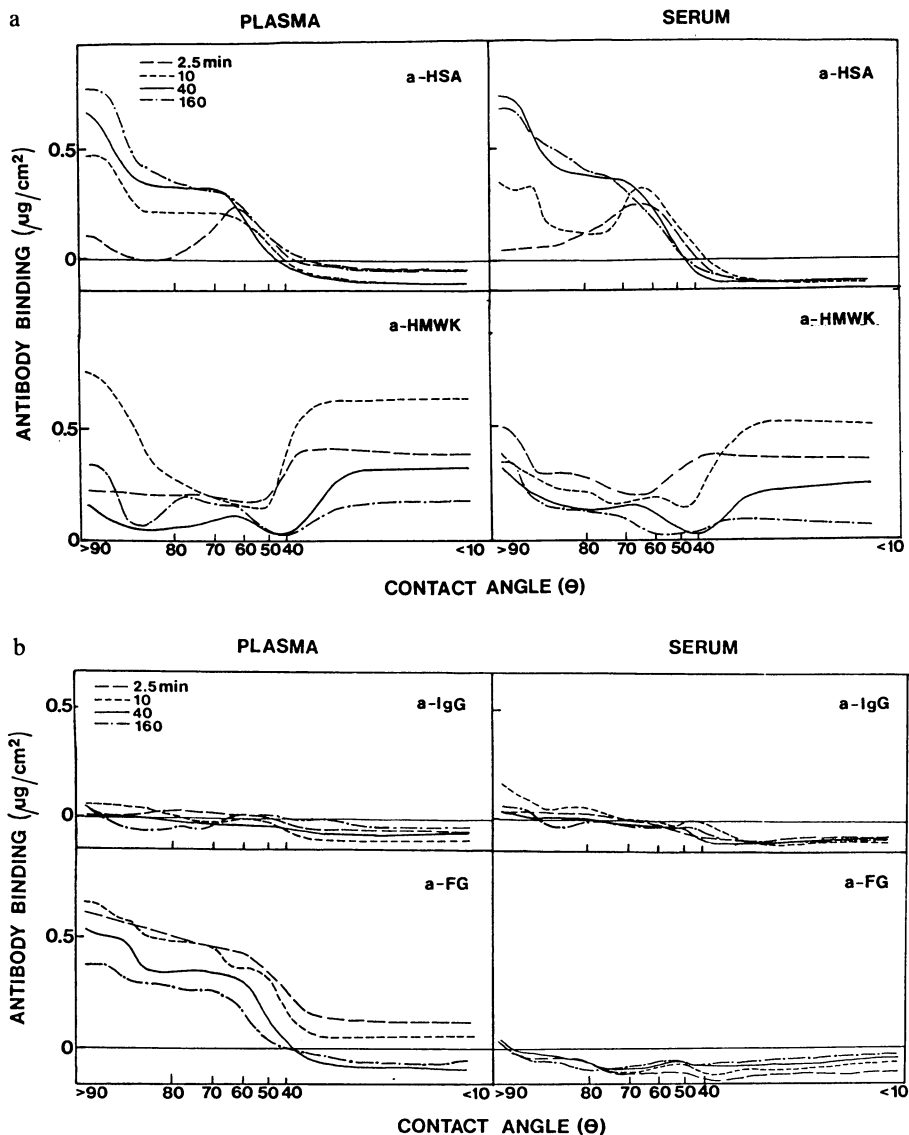 a
PLASMA
SERUM
2.5 min
10
40
160
a-HSA
a-HSA
0.5
0
a-HMWK
a-HMWK
0.5
0
ANTIBODY BINDING (µg/cm²)
>90 80 70 60 50 40 <10
>90 80 70 60 50 40 <10
CONTACT ANGLE (Θ)
b
PLASMA
SERUM
2.5min
10
40
160
a-IgG
a-IgG
0.5
0
a-FG
a-FG
0.5
0
ANTIBODY BINDING (µg/cm²)
>90 80 70 60 50 40 <10
>90 80 70 60 50 40 <10
CONTACT ANGLE (Θ)